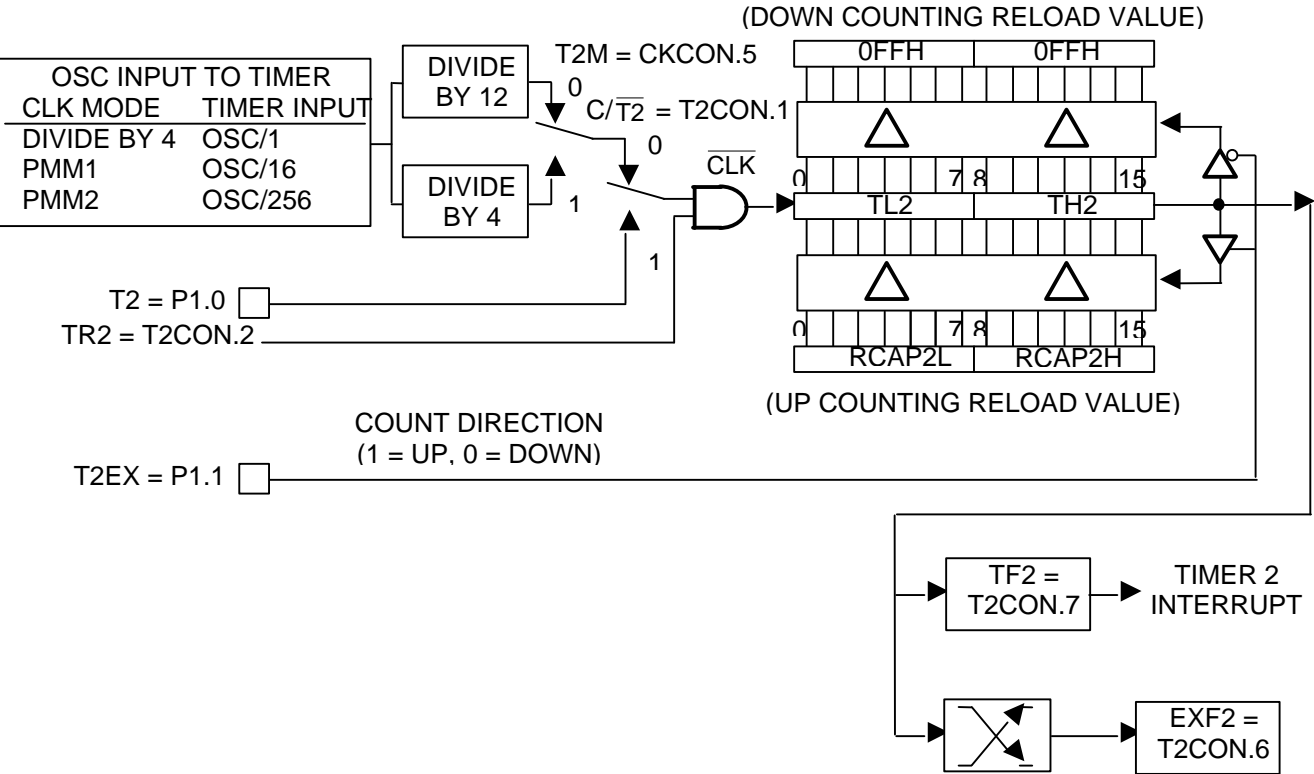 (DOWN COUNTING RELOAD VALUE)
0FFH 0FFH
OSC INPUT TO TIMER
CLK MODE TIMER INPUT
DIVIDE BY 4 OSC/1
PMM1 OSC/16
PMM2 OSC/256
DIVIDE
BY 12
DIVIDE
BY 4
T2M = CKCON.5
0
1
C/T2 = T2CON.1
0
1
CLK
0 7 8 15
TL2 TH2
0 7 8 15
RCAP2L RCAP2H
(UP COUNTING RELOAD VALUE)
T2 = P1.0
TR2 = T2CON.2
COUNT DIRECTION
(1 = UP, 0 = DOWN)
T2EX = P1.1
TF2 =
T2CON.7
TIMER 2
INTERRUPT
EXF2 =
T2CON.6